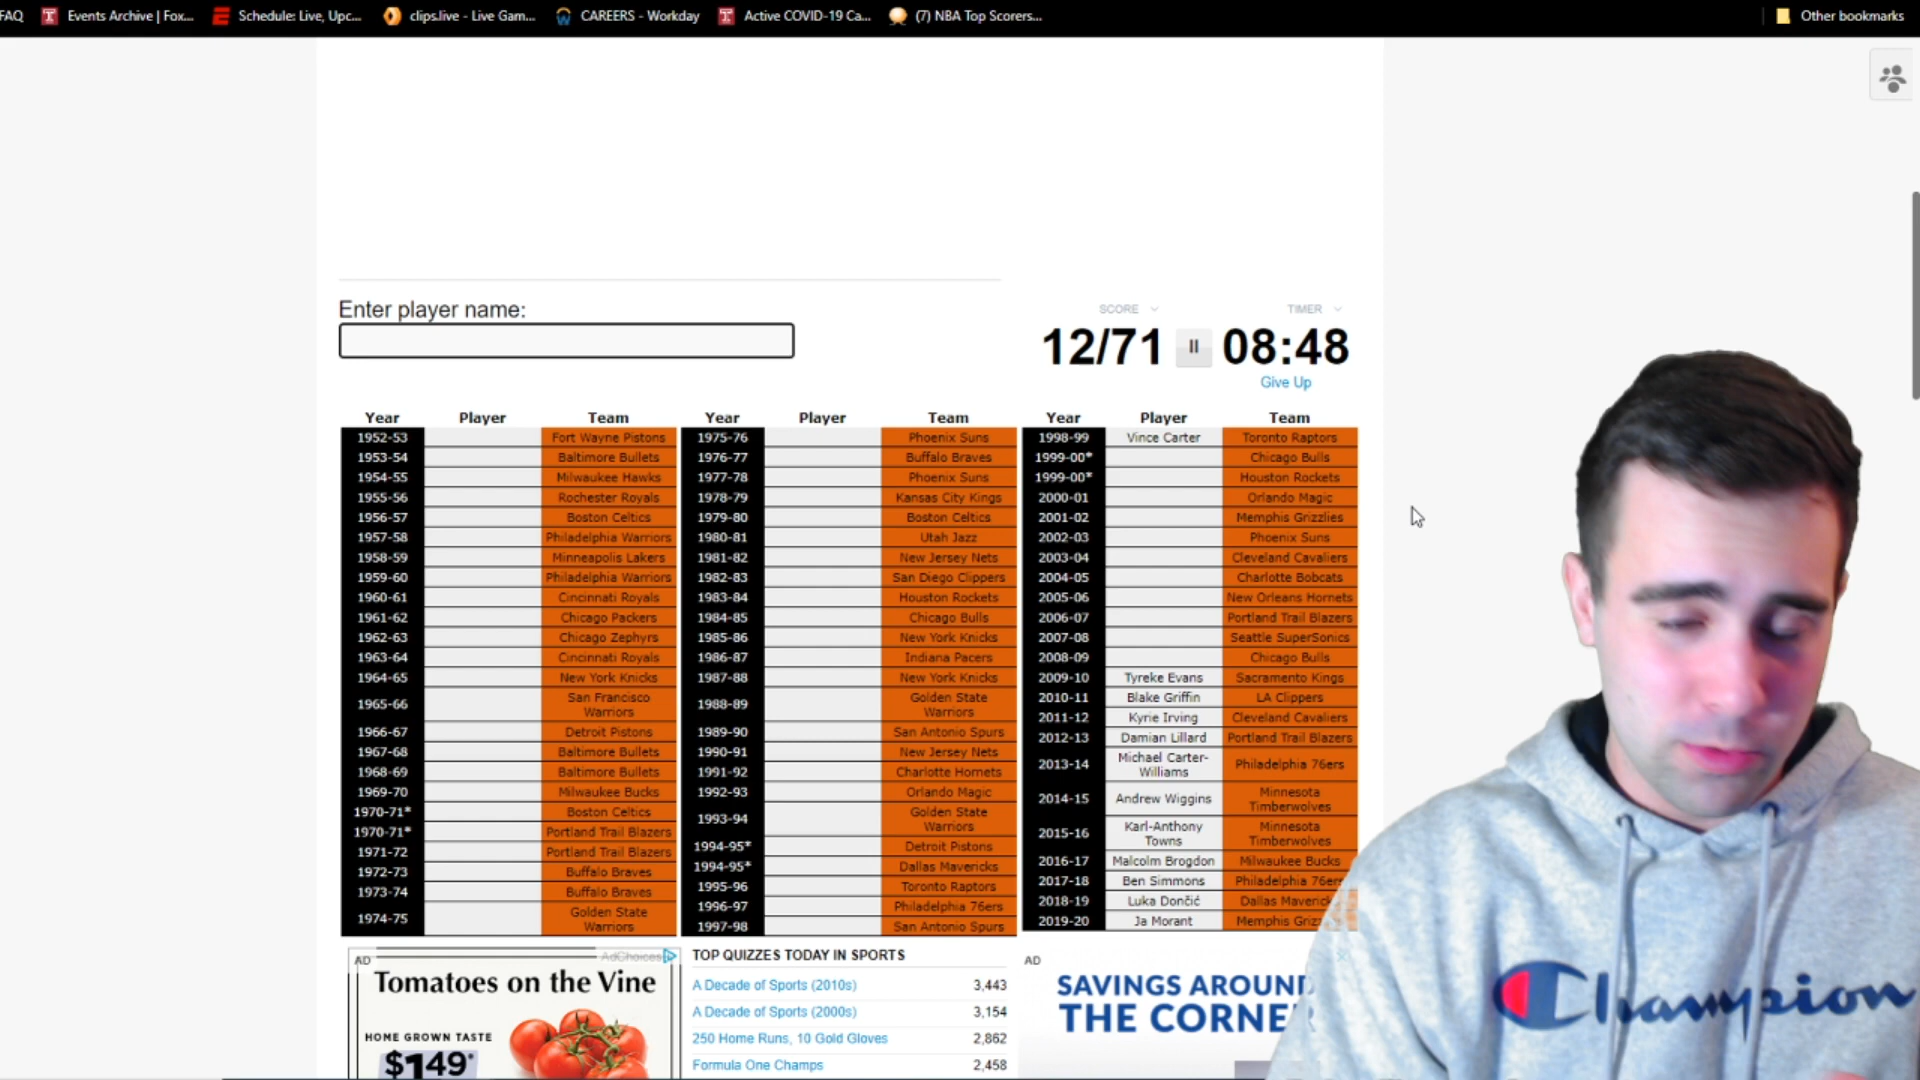 FAQ Events Archive | Fox... Schedule: Live, Upc... clips.live - Live Gam... CAREERS - Workday Active COVID-19 Ca... (7) NBA Top Scorers... Other bookmarks
Enter player name:
SCORE TIMER
12/71 08:48
Give Up
Year Player Team
1952-53 Fort Wayne Pistons
1953-54 Baltimore Bullets
1954-55 Milwaukee Hawks
1955-56 Rochester Royals
1956-57 Boston Celtics
1957-58 Philadelphia Warriors
1958-59 Minneapolis Lakers
1959-60 Philadelphia Warriors
1960-61 Cincinnati Royals
1961-62 Chicago Packers
1962-63 Chicago Zephyrs
1963-64 Cincinnati Royals
1964-65 New York Knicks
1965-66 San Francisco
Warriors
1966-67 Detroit Pistons
1967-68 Baltimore Bullets
1968-69 Baltimore Bullets
1969-70 Milwaukee Bucks
1970-71* Boston Celtics
1970-71* Portland Trail Blazers
1971-72 Portland Trail Blazers
1972-73 Buffalo Braves
1973-74 Buffalo Braves
1974-75 Golden State
Warriors
Year Player Team
1975-76 Phoenix Suns
1976-77 Buffalo Braves
1977-78 Phoenix Suns
1978-79 Kansas City Kings
1979-80 Boston Celtics
1980-81 Utah Jazz
1981-82 New Jersey Nets
1982-83 San Diego Clippers
1983-84 Houston Rockets
1984-85 Chicago Bulls
1985-86 New York Knicks
1986-87 Indiana Pacers
1987-88 New York Knicks
1988-89 Golden State
Warriors
1989-90 San Antonio Spurs
1990-91 New Jersey Nets
1991-92 Charlotte Hornets
1992-93 Orlando Magic
1993-94 Golden State
Warriors
1994-95* Detroit Pistons
1994-95* Dallas Mavericks
1995-96 Toronto Raptors
1996-97 Philadelphia 76ers
1997-98 San Antonio Spurs
Year Player Team
1998-99 Vince Carter Toronto Raptors
1999-00* Chicago Bulls
1999-00* Houston Rockets
2000-01 Orlando Magic
2001-02 Memphis Grizzlies
2002-03 Phoenix Suns
2003-04 Cleveland Cavaliers
2004-05 Charlotte Bobcats
2005-06 New Orleans Hornets
2006-07 Portland Trail Blazers
2007-08 Seattle SuperSonics
2008-09 Chicago Bulls
2009-10 Tyreke Evans Sacramento Kings
2010-11 Blake Griffin LA Clippers
2011-12 Kyrie Irving Cleveland Cavaliers
2012-13 Damian Lillard Portland Trail Blazers
2013-14 Michael Carter-
Williams Philadelphia 76ers
2014-15 Andrew Wiggins Minnesota
Timberwolves
2015-16 Karl-Anthony
Towns Minnesota
Timberwolves
2016-17 Malcolm Brogdon Milwaukee Bucks
2017-18 Ben Simmons Philadelphia 76ers
2018-19 Luka Dončić Dallas Maverick
2019-20 Ja Morant Memphis Grizz
AD AdChoices
Tomatoes on the Vine
HOME GROWN TASTE
$1.49*
TOP QUIZZES TODAY IN SPORTS
A Decade of Sports (2010s) 3,443
A Decade of Sports (2000s) 3,154
250 Home Runs, 10 Gold Gloves 2,862
Formula One Champs 2,458
AD
SAVINGS AROUND
THE CORNE
Champion